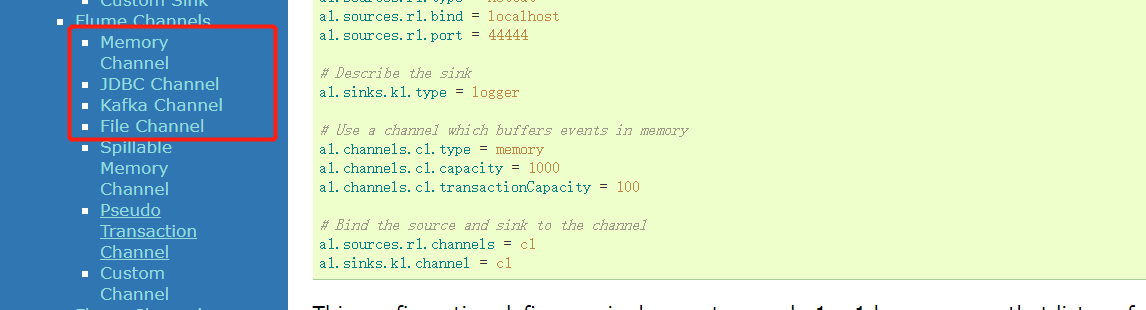 Custom Sink
Flume Channels
Memory
Channel
JDBC Channel
Kafka Channel
File Channel
Spillable
Memory
Channel
Pseudo
Transaction
Channel
Custom
Channel
a1.sources.r1.bind = localhost
a1.sources.r1.port = 44444
# Describe the sink
a1.sinks.k1.type = logger
# Use a channel which buffers events in memory
a1.channels.c1.type = memory
a1.channels.c1.capacity = 1000
a1.channels.c1.transactionCapacity = 100
# Bind the source and sink to the channel
a1.sources.r1.channels = c1
a1.sinks.k1.channel = c1